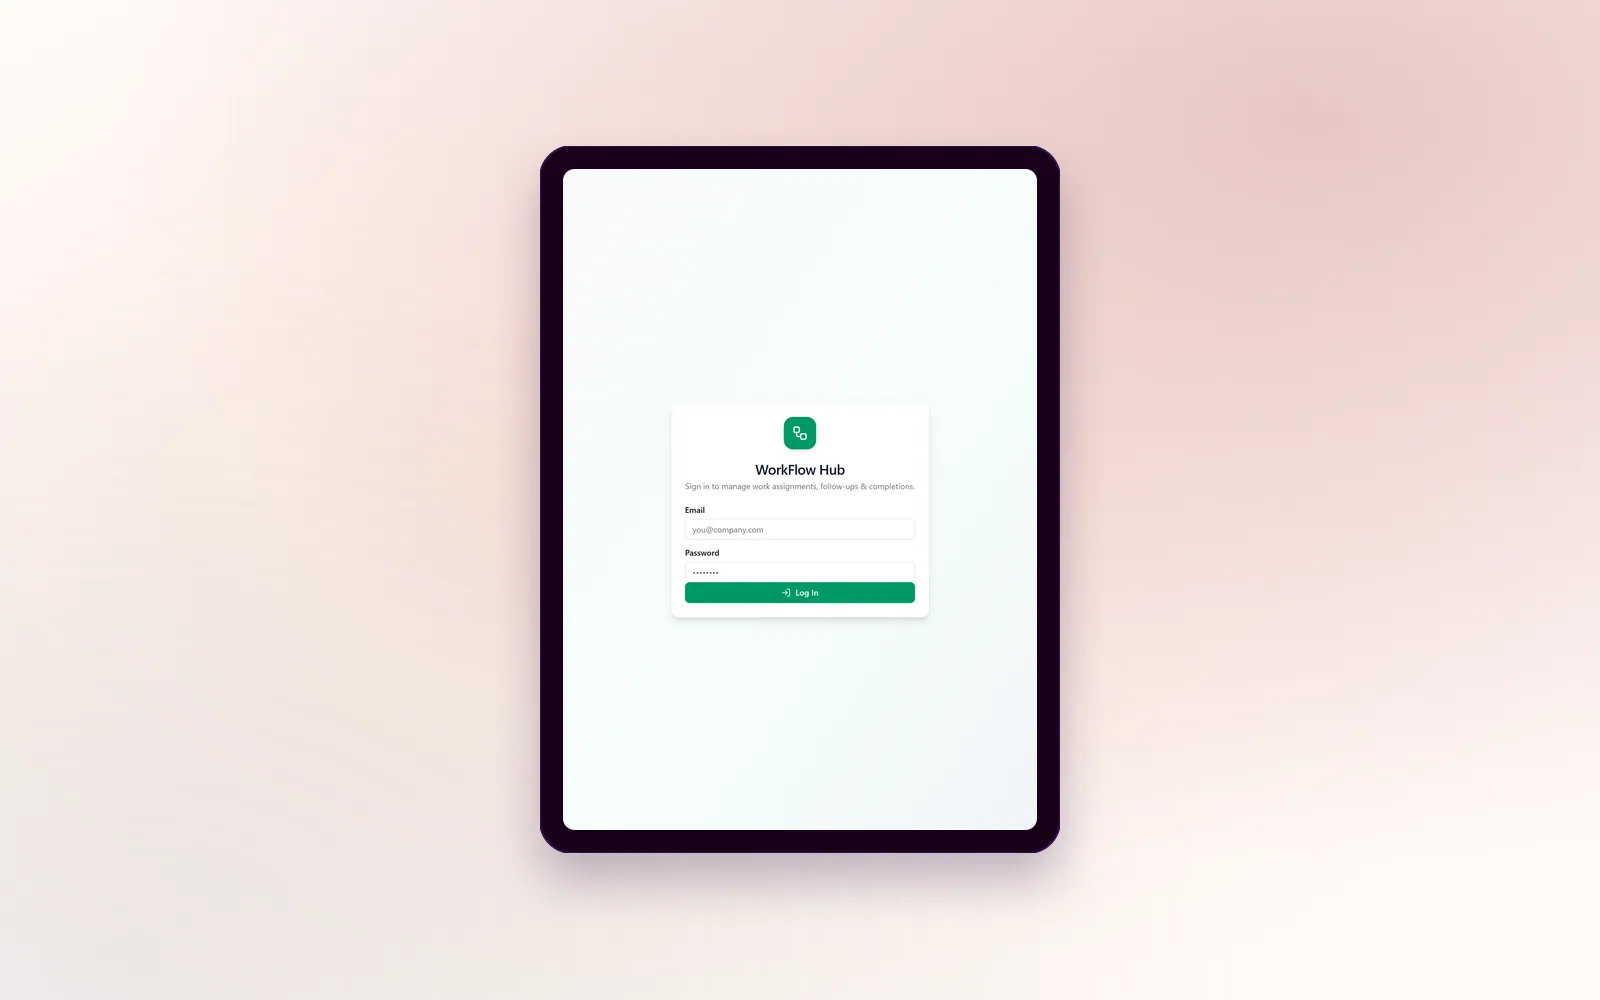 WorkFlow Hub
Sign in to manage work assignments, follow-ups & completions.
Email
you@company.com
Password
••••••••
Log In